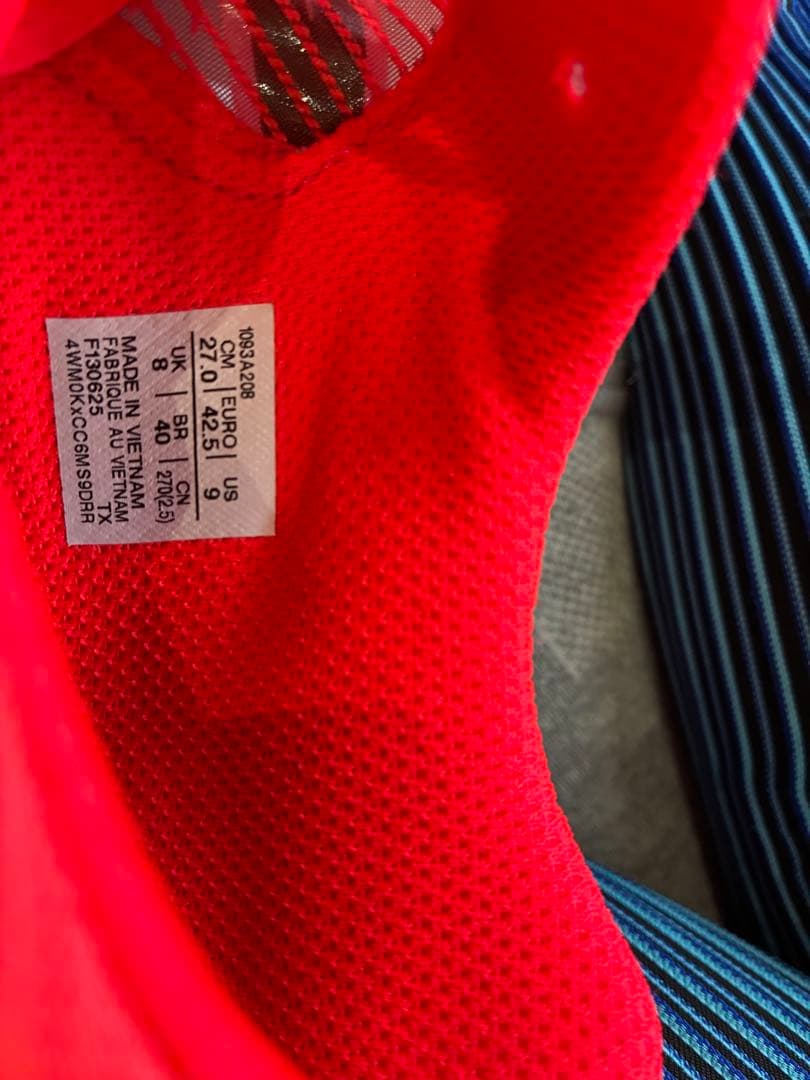 1093A208
CM | EURO | US
27.0 | 42.5 | 9
UK | BR | CN
8 | 40 | 270(2.5)
MADE IN VIETNAM
FABRIQUE AU VIETNAM
F130625 TX
4WM0KxCC6MS9DRR